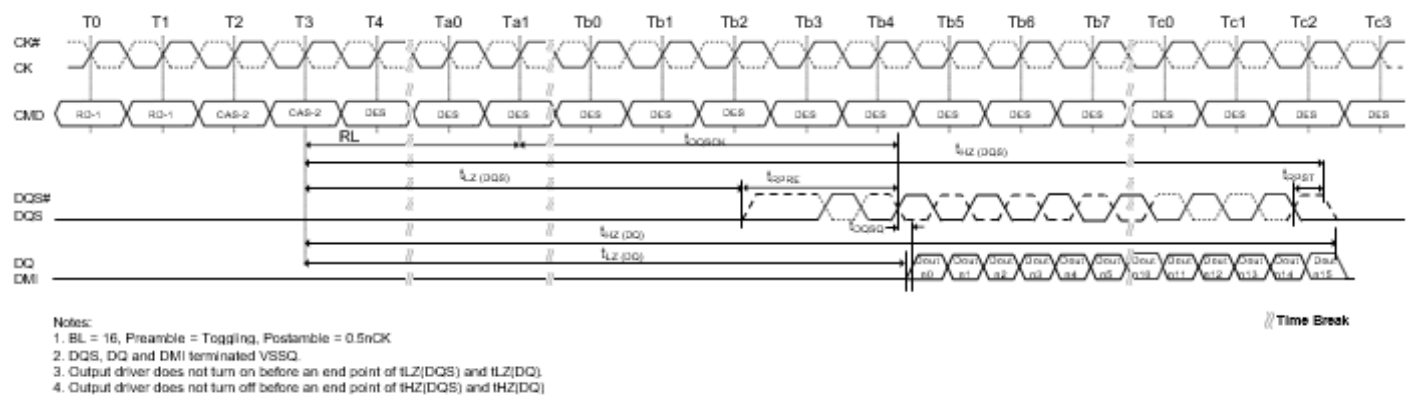 T0 T1 T2 T3 T4 Ta0 Ta1 Tb0 Tb1 Tb2 Tb3 Tb4 Tb5 Tb6 Tb7 Tc0 Tc1 Tc2 Tc3
CK#
CK
CMD RD-1 RD-1 CAS-2 CAS-2 DES DES DES DES DES DES DES DES DES DES DES DES DES DES DES
RL tDQSCK
tHZ (DQS)
tLZ (DQS) tRPRE tRPST
DQS#
DQS
tDQSQ
tHZ (DQ)
tLZ (DQ)
DQ Dout Dout Dout Dout Dout Dout Dout Dout Dout Dout Dout Dout
DMI n0 n1 n2 n3 n4 n5 n10 n11 n12 n13 n14 n15
Notes:
1. BL = 16, Preamble = Toggling, Postamble = 0.5nCK
2. DQS, DQ and DMI terminated VSSQ.
3. Output driver does not turn on before an end point of tLZ(DQS) and tLZ(DQ).
4. Output driver does not turn off before an end point of tHZ(DQS) and tHZ(DQ)
Time Break